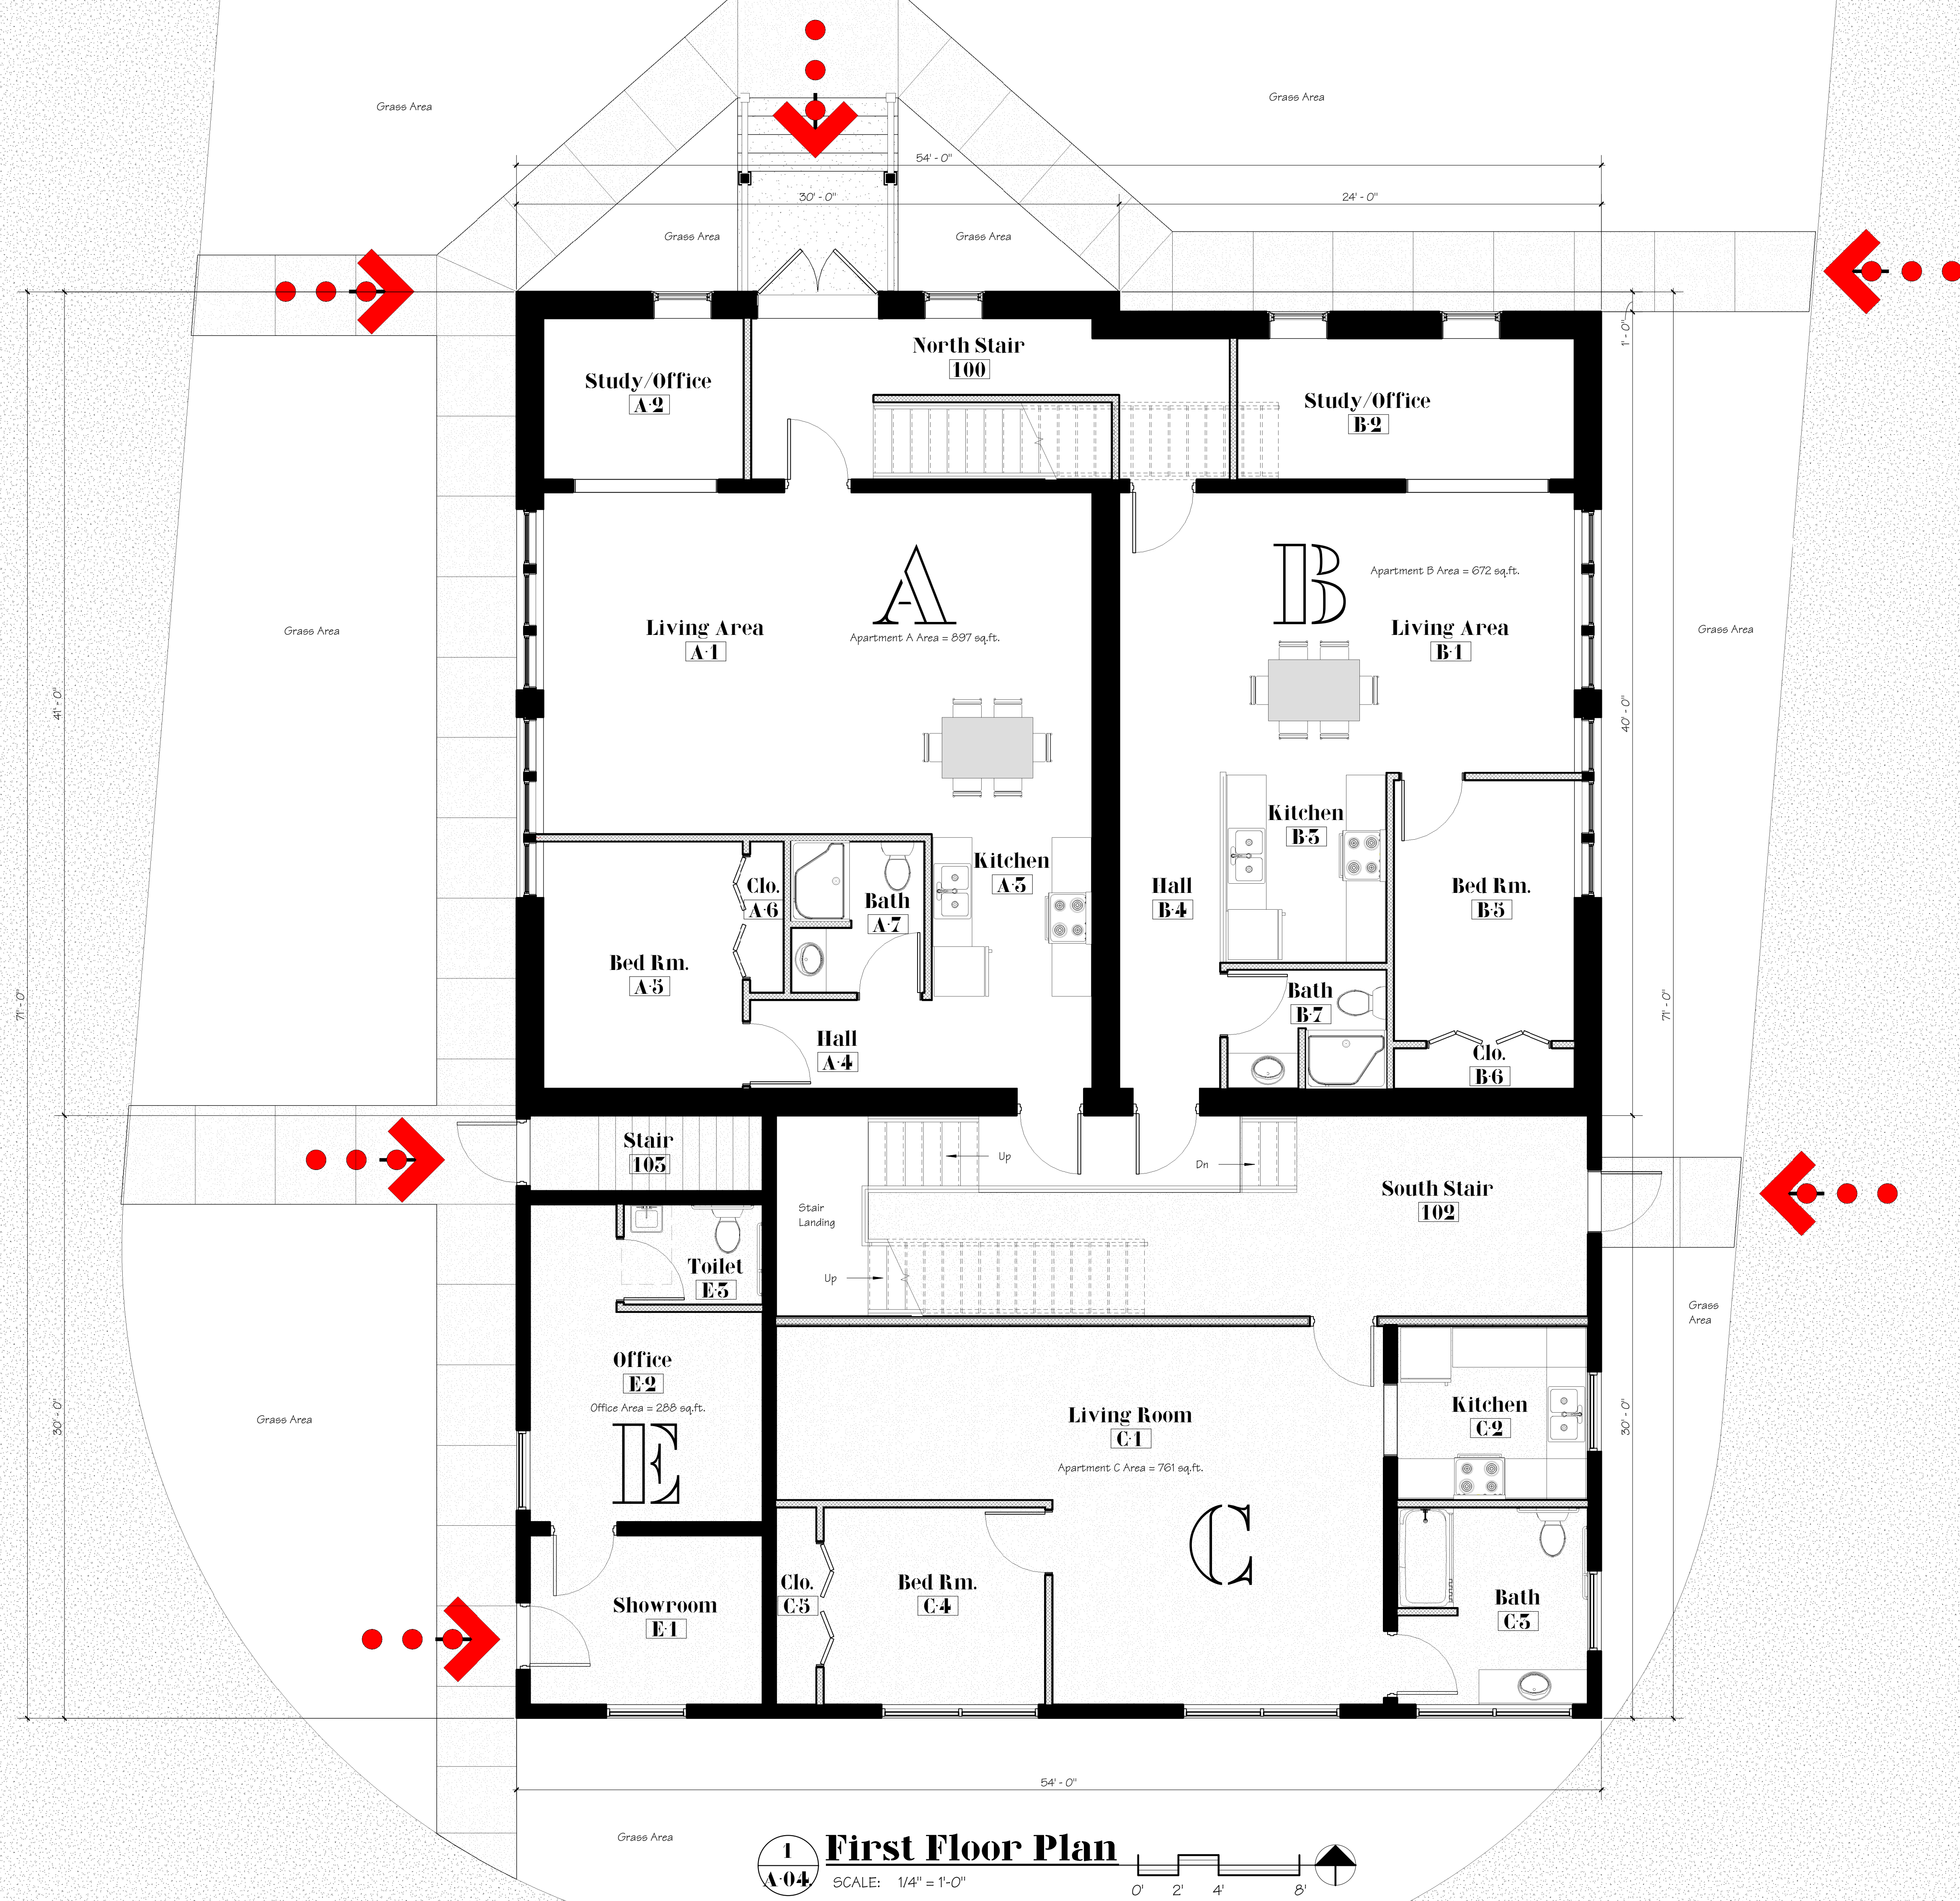 Grass Area
Grass Area
54' - 0"
30' - 0"
24' - 0"
Grass Area
Grass Area
1' - 0"
North Stair
100
Study/Office
A-2
Study/Office
B-2
A
Apartment A Area = 897 sq.ft.
B
Apartment B Area = 672 sq.ft.
Grass Area
Living Area
A-1
Living Area
B-1
Grass Area
41' - 0"
40' - 0"
Kitchen
B-3
Kitchen
A-3
Clo.
A-6
Bath
A-7
Hall
B-4
Bed Rm.
B-5
Bed Rm.
A-5
Bath
B-7
71' - 0"
71' - 0"
Hall
A-4
Clo.
B-6
Stair
103
Up
Dn
South Stair
102
Stair
Landing
Toilet
E-3
Up
Grass
Area
Office
E-2
Office Area = 288 sq.ft.
E
Grass Area
30' - 0"
30' - 0"
Living Room
C-1
Apartment C Area = 761 sq.ft.
Kitchen
C-2
C
Clo.
C-5
Bed Rm.
C-4
Bath
C-3
Showroom
E-1
54' - 0"
Grass Area
1
A-04
First Floor Plan
SCALE: 1/4" = 1'-0"
0' 2' 4' 8'